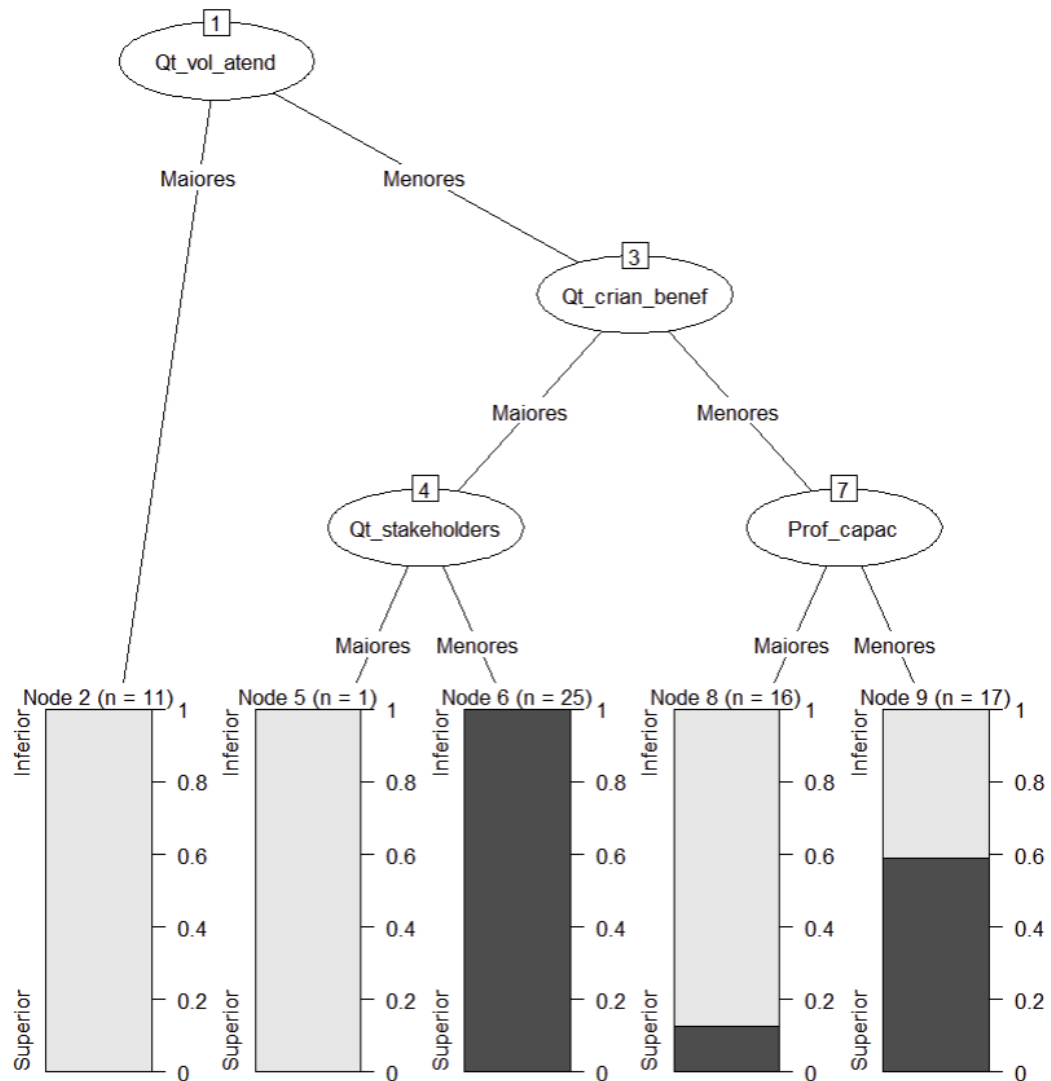 1
Qt_vol_atend
Maiores
Menores
3
Qt_crian_benef
Maiores
Menores
4
Qt_stakeholders
7
Prof_capac
Maiores
Menores
Maiores
Menores
Node 2 (n = 11)
Inferior
Superior
1
0.8
0.6
0.4
0.2
0
Node 5 (n = 1)
Inferior
Superior
1
0.8
0.6
0.4
0.2
0
Node 6 (n = 25)
Inferior
Superior
1
0.8
0.6
0.4
0.2
0
Node 8 (n = 16)
Inferior
Superior
1
0.8
0.6
0.4
0.2
0
Node 9 (n = 17)
Inferior
Superior
1
0.8
0.6
0.4
0.2
0